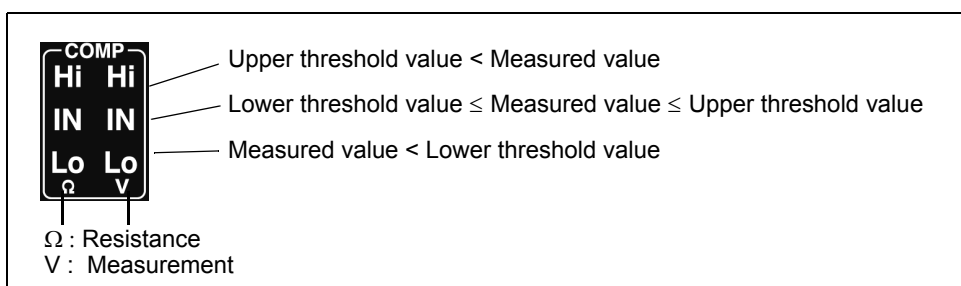 COMP
Hi Hi
IN IN
Lo Lo
Ω V
Upper threshold value < Measured value
Lower threshold value ≤ Measured value ≤ Upper threshold value
Measured value < Lower threshold value
Ω : Resistance
V : Measurement